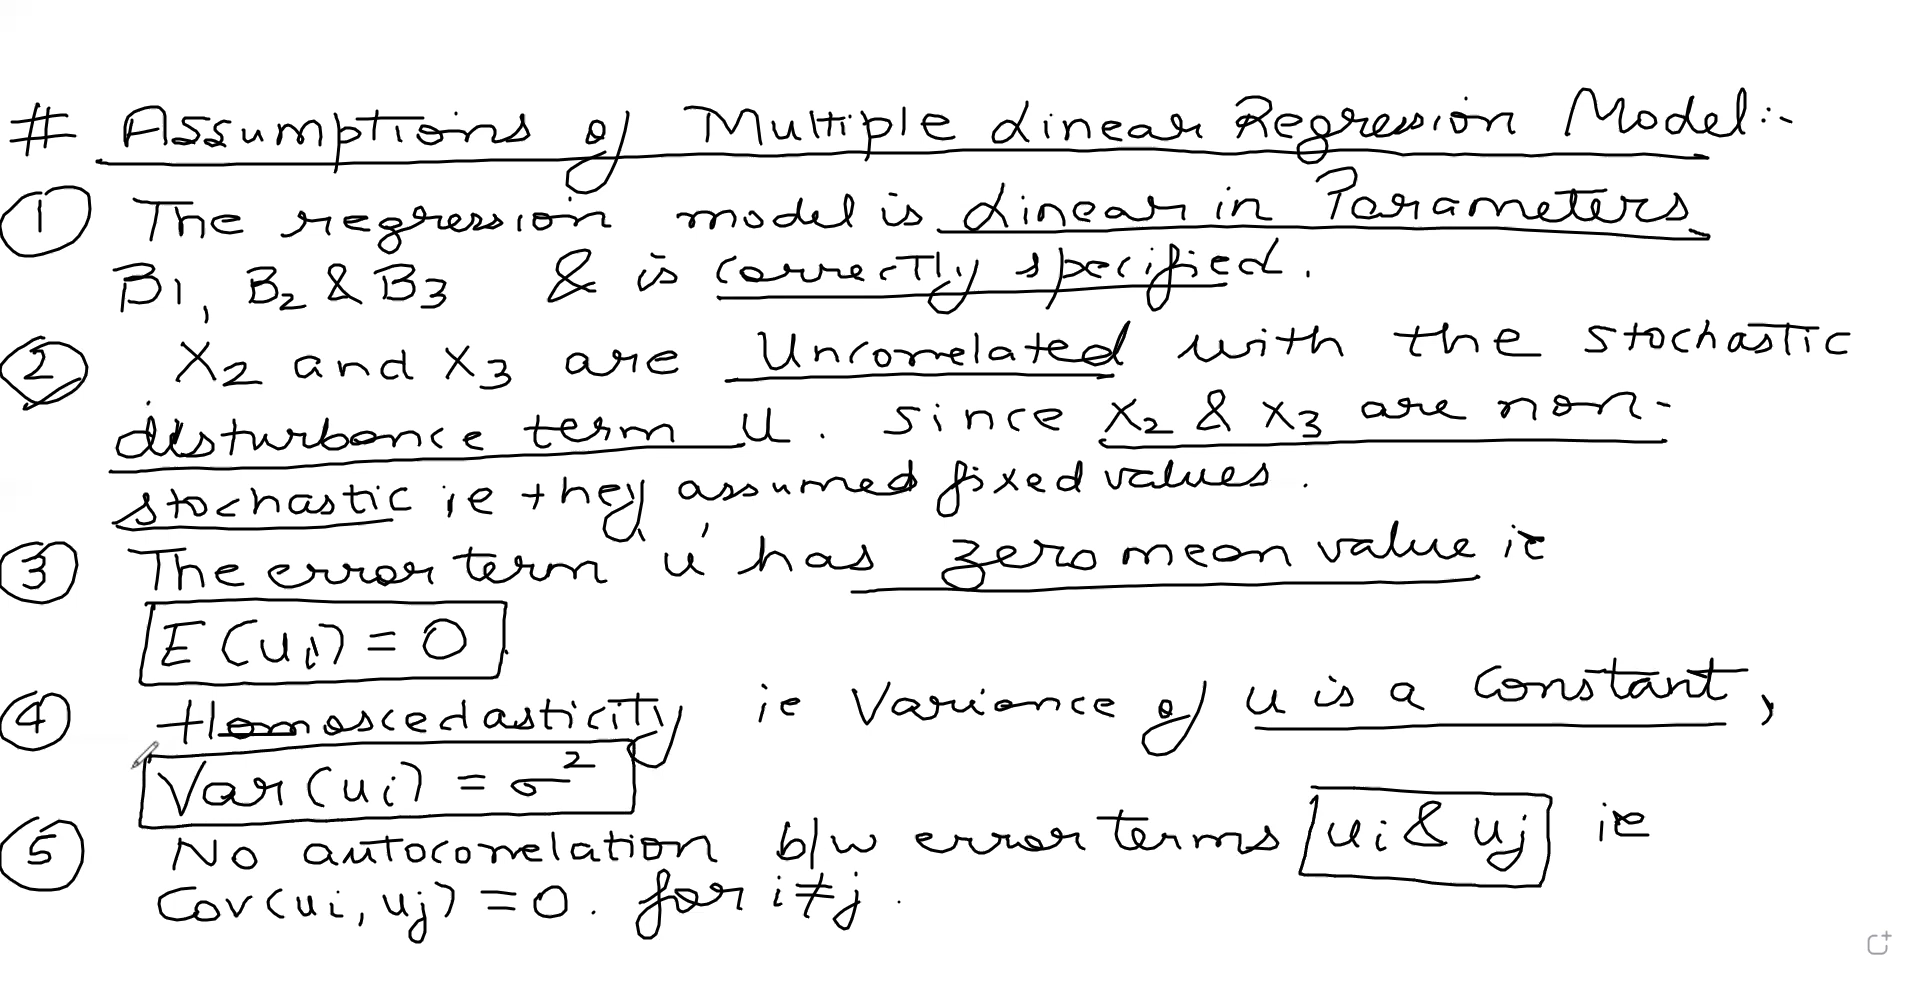 # Assumptions of Multiple Linear Regression Model:-
① The regression model is Linear in Parameters
B1, B2 & B3 & is correctly specified.
② X2 and X3 are Uncorrelated with the stochastic
disturbance term u. Since X2 & X3 are non-
stochastic ie they assumed fixed values.
③ The error term 'u' has zero mean value ie
E(ui) = 0
④ Homoscedasticity ie Variance of u is a constant,
Var(ui) = σ²
⑤ No autocorrelation b/w error terms ui & uj ie
Cov(ui, uj) = 0. for i≠j.